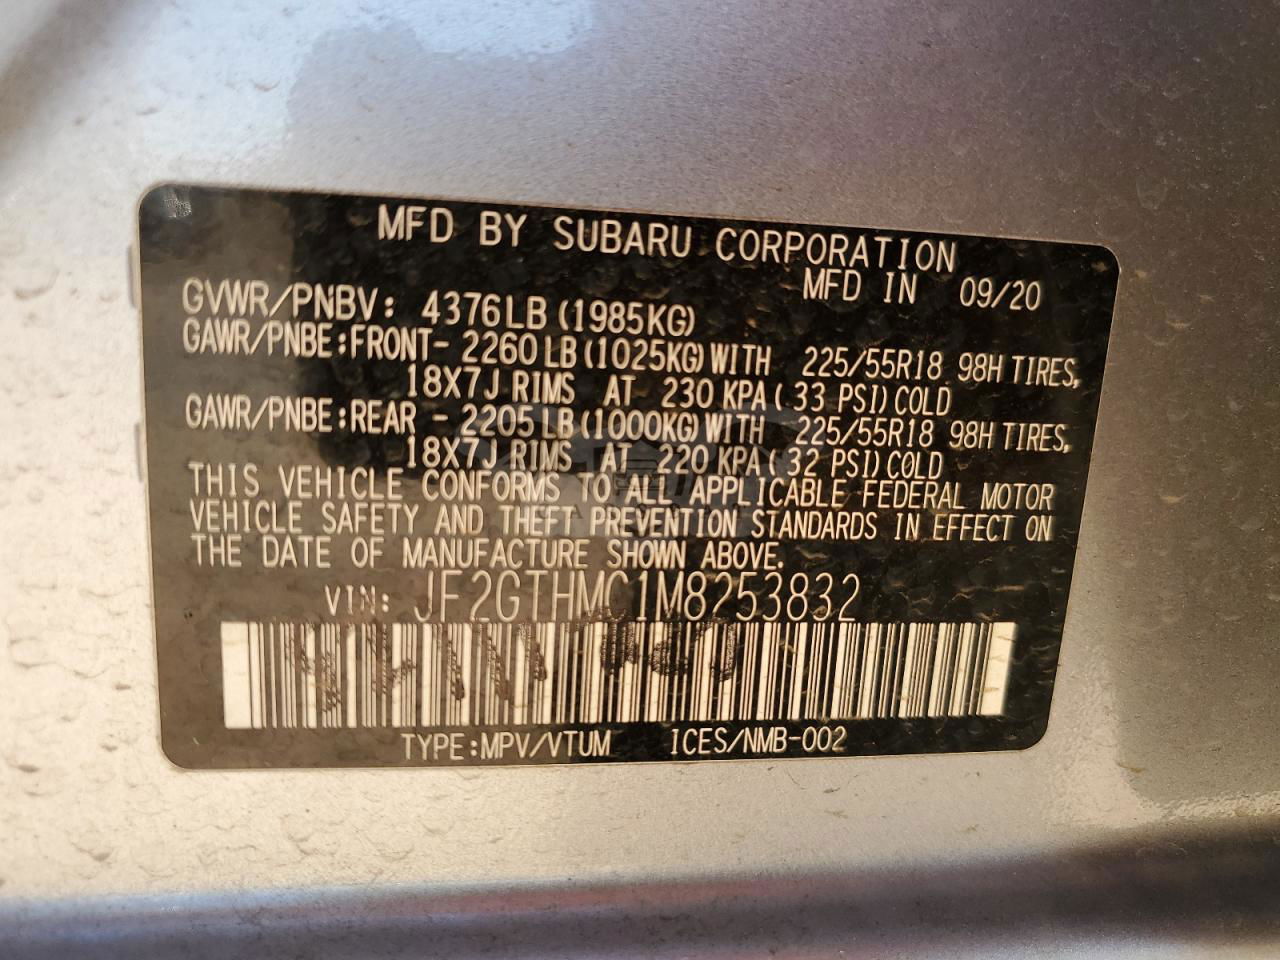 MFD BY SUBARU CORPORATION
MFD IN 09/20
GVWR/PNBV: 4376LB (1985KG)
GAWR/PNBE:FRONT- 2260 LB (1025KG) WITH 225/55R18 98H TIRES,
18X7J RIMS AT 230 KPA ( 33 PSI) COLD
GAWR/PNBE:REAR - 2205 LB (1000KG) WITH 225/55R18 98H TIRES,
18X7J RIMS AT 220 KPA ( 32 PSI) COLD
THIS VEHICLE CONFORMS TO ALL APPLICABLE FEDERAL MOTOR
VEHICLE SAFETY AND THEFT PREVENTION STANDARDS IN EFFECT ON
THE DATE OF MANUFACTURE SHOWN ABOVE.
VIN: JF2GTHMC1M8253832
TYPE:MPV/VTUM ICES/NMB-002